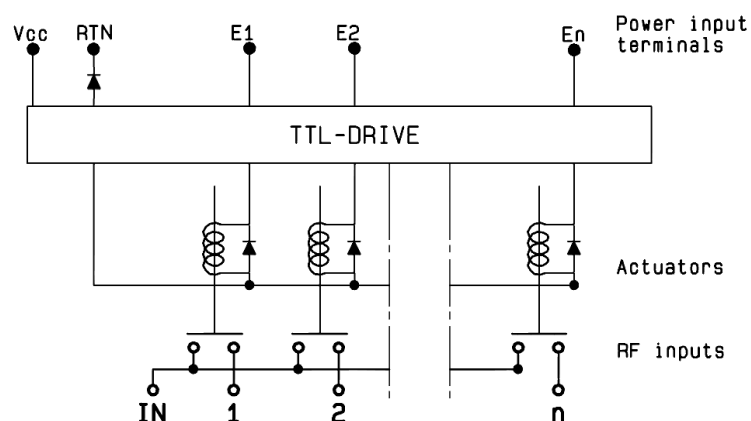 Power input
terminals
Vcc RTN E1 E2 En
TTL-DRIVE
Actuators
RF inputs
IN 1 2 n